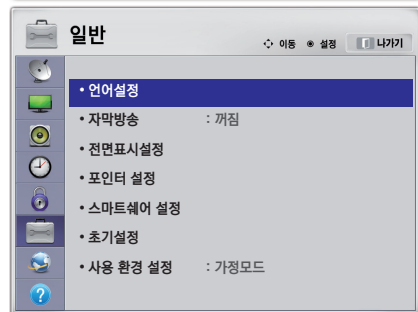 일반
이동 설정 나가기
• 언어설정
• 자막방송 : 꺼짐
• 전면표시설정
• 포인터 설정
• 스마트쉐어 설정
• 초기설정
• 사용 환경 설정 : 가정모드
?